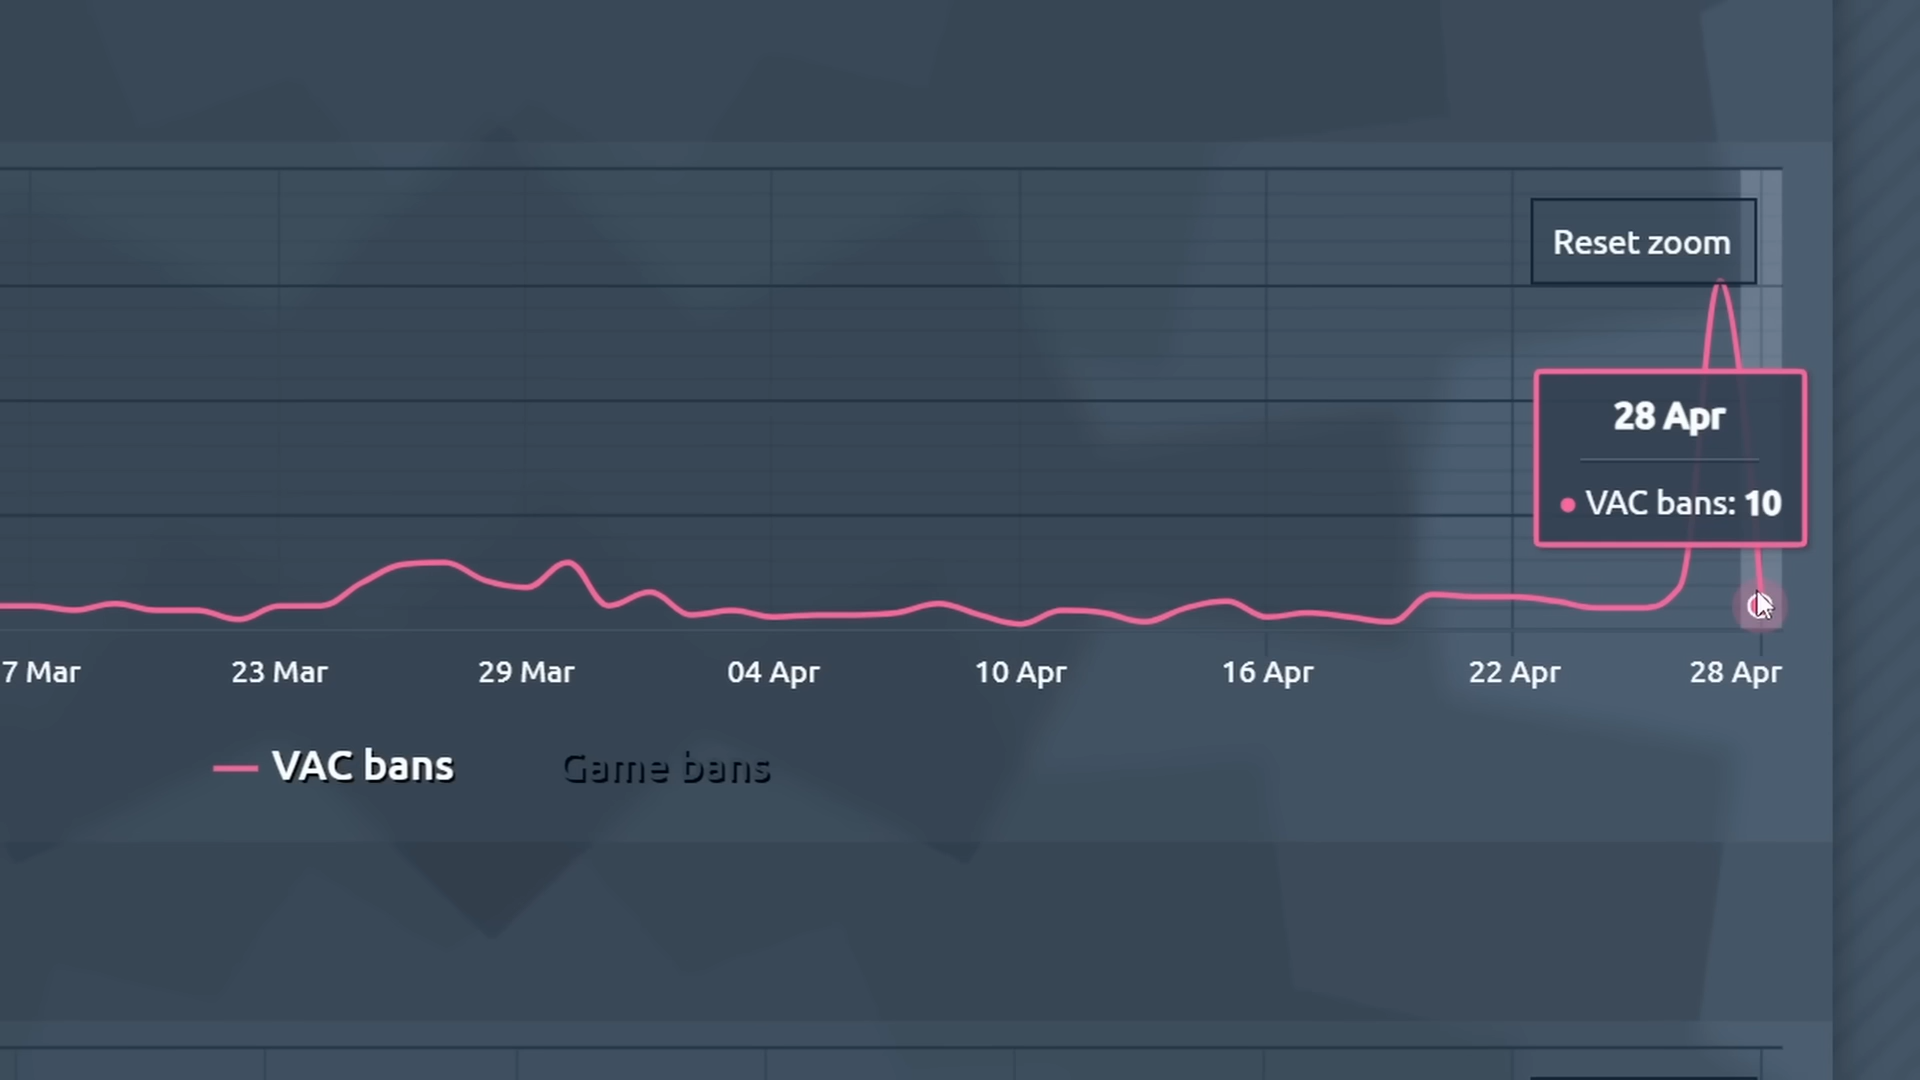 Reset zoom
28 Apr
VAC bans: 10
7 Mar 23 Mar 29 Mar 04 Apr 10 Apr 16 Apr 22 Apr 28 Apr
VAC bans Game bans